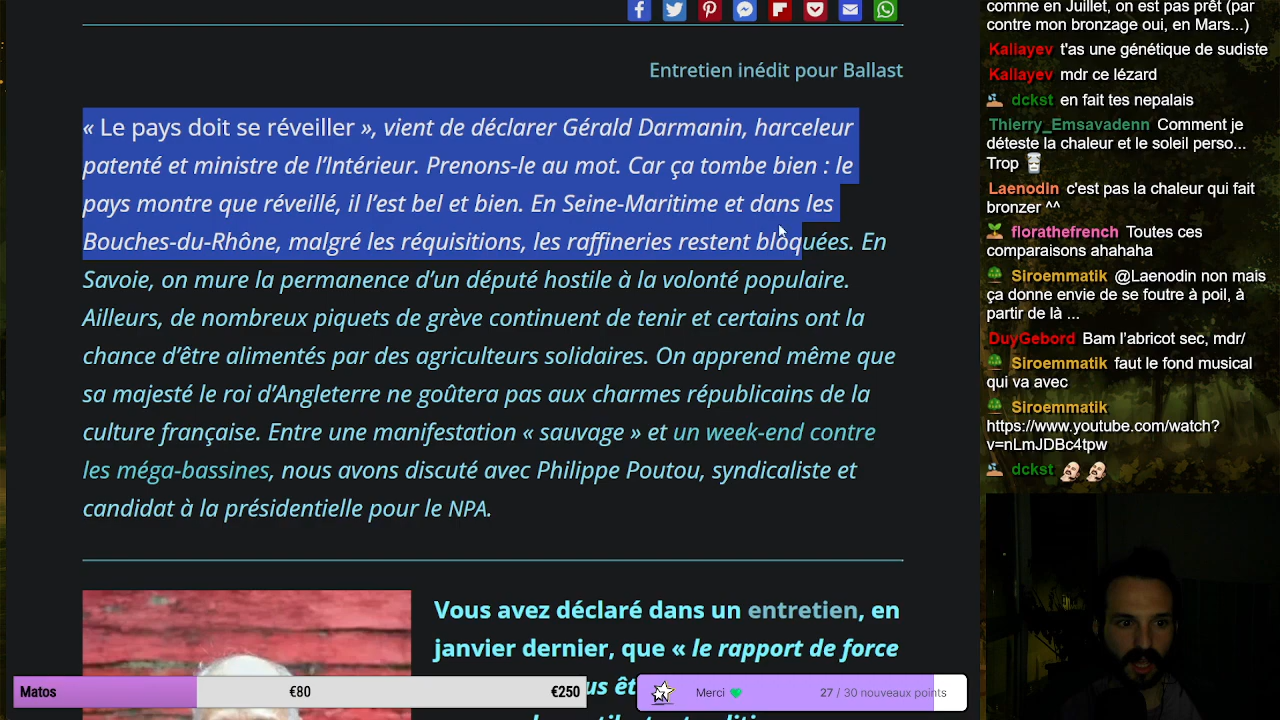 Entretien inédit pour Ballast
« Le pays doit se réveiller », vient de déclarer Gérald Darmanin, harceleur
patenté et ministre de l’Intérieur. Prenons-le au mot. Car ça tombe bien : le
pays montre que réveillé, il l’est bel et bien. En Seine-Maritime et dans les
Bouches-du-Rhône, malgré les réquisitions, les raffineries restent bloquées. En
Savoie, on mure la permanence d’un député hostile à la volonté populaire.
Ailleurs, de nombreux piquets de grève continuent de tenir et certains ont la
chance d’être alimentés par des agriculteurs solidaires. On apprend même que
sa majesté le roi d’Angleterre ne goûtera pas aux charmes républicains de la
culture française. Entre une manifestation « sauvage » et un week-end contre
les méga-bassines, nous avons discuté avec Philippe Poutou, syndicaliste et
candidat à la présidentielle pour le NPA.
Vous avez déclaré dans un entretien, en
janvier dernier, que « le rapport de force
Matos €80 €250
Merci 27 / 30 nouveaux points
comme en Juillet, on est pas prêt (par
contre mon bronzage oui, en Mars...)
Kaliayev t'as une génétique de sudiste
Kaliayev mdr ce lézard
dckst en fait tes nepalais
Thierry_Emsavadenn Comment je
déteste la chaleur et le soleil perso...
Trop
Laenodin c'est pas la chaleur qui fait
bronzer ^^
florathefrench Toutes ces
comparaisons ahahaha
Siroemmatik @Laenodin non mais
ça donne envie de se foutre à poil, à
partir de là ...
DuyGebord Bam l'abricot sec, mdr/
Siroemmatik faut le fond musical
qui va avec
Siroemmatik
https://www.youtube.com/watch?
v=nLmJDBc4tpw
dckst